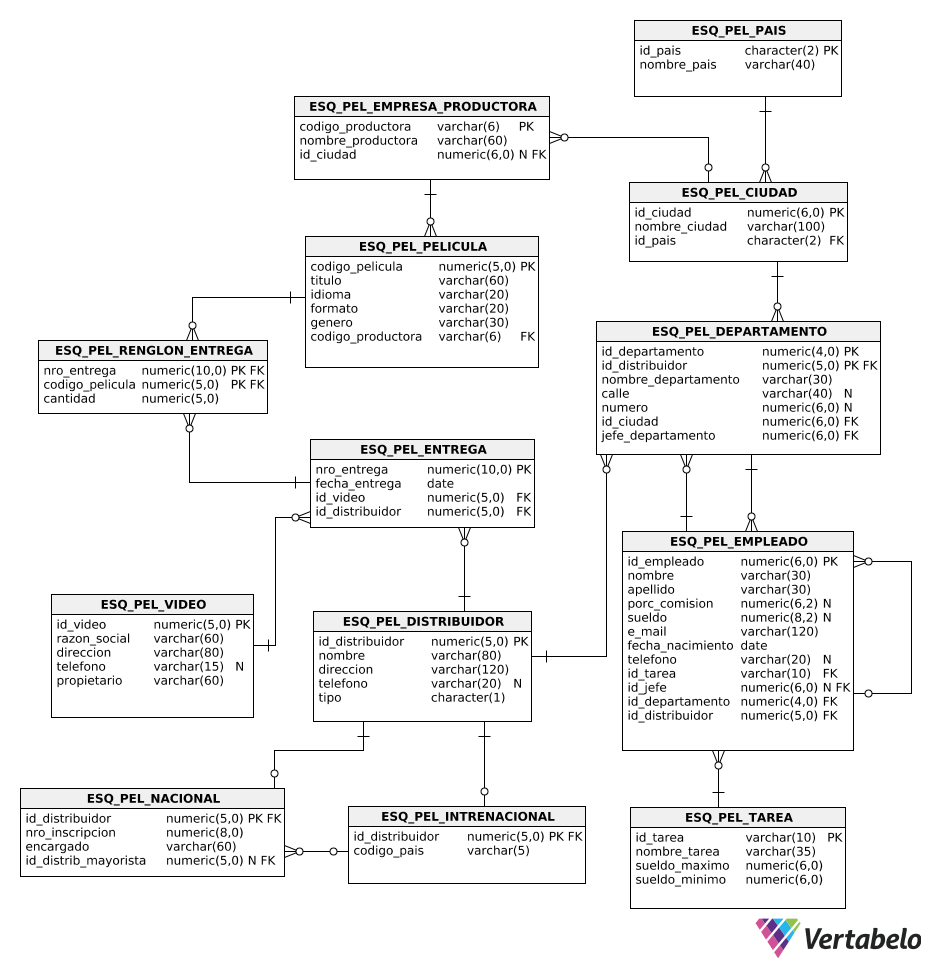 ESQ_PEL_PAIS
id_pais character(2) PK
nombre_pais varchar(40)
ESQ_PEL_EMPRESA_PRODUCTORA
codigo_productora varchar(6) PK
nombre_productora varchar(60)
id_ciudad numeric(6,0) N FK
ESQ_PEL_CIUDAD
id_ciudad numeric(6,0) PK
nombre_ciudad varchar(100)
id_pais character(2) FK
ESQ_PEL_PELICULA
codigo_pelicula numeric(5,0) PK
titulo varchar(60)
idioma varchar(20)
formato varchar(20)
genero varchar(30)
codigo_productora varchar(6) FK
ESQ_PEL_DEPARTAMENTO
id_departamento numeric(4,0) PK
id_distribuidor numeric(5,0) PK FK
nombre_departamento varchar(30)
calle varchar(40) N
numero numeric(6,0) N
id_ciudad numeric(6,0) FK
jefe_departamento numeric(6,0) FK
ESQ_PEL_RENGLON_ENTREGA
nro_entrega numeric(10,0) PK FK
codigo_pelicula numeric(5,0) PK FK
cantidad numeric(5,0)
ESQ_PEL_ENTREGA
nro_entrega numeric(10,0) PK
fecha_entrega date
id_video numeric(5,0) FK
id_distribuidor numeric(5,0) FK
ESQ_PEL_EMPLEADO
id_empleado numeric(6,0) PK
nombre varchar(30)
apellido varchar(30)
porc_comision numeric(6,2) N
sueldo numeric(8,2) N
e_mail varchar(120)
fecha_nacimiento date
telefono varchar(20) N
id_tarea varchar(10) FK
id_jefe numeric(6,0) N FK
id_departamento numeric(4,0) FK
id_distribuidor numeric(5,0) FK
ESQ_PEL_VIDEO
id_video numeric(5,0) PK
razon_social varchar(60)
direccion varchar(80)
telefono varchar(15) N
propietario varchar(60)
ESQ_PEL_DISTRIBUIDOR
id_distribuidor numeric(5,0) PK
nombre varchar(80)
direccion varchar(120)
telefono varchar(20) N
tipo character(1)
ESQ_PEL_NACIONAL
id_distribuidor numeric(5,0) PK FK
nro_inscripcion numeric(8,0)
encargado varchar(60)
id_distrib_mayorista numeric(5,0) N FK
ESQ_PEL_INTRENACIONAL
id_distribuidor numeric(5,0) PK FK
codigo_pais varchar(5)
ESQ_PEL_TAREA
id_tarea varchar(10) PK
nombre_tarea varchar(35)
sueldo_maximo numeric(6,0)
sueldo_minimo numeric(6,0)
Vertabelo